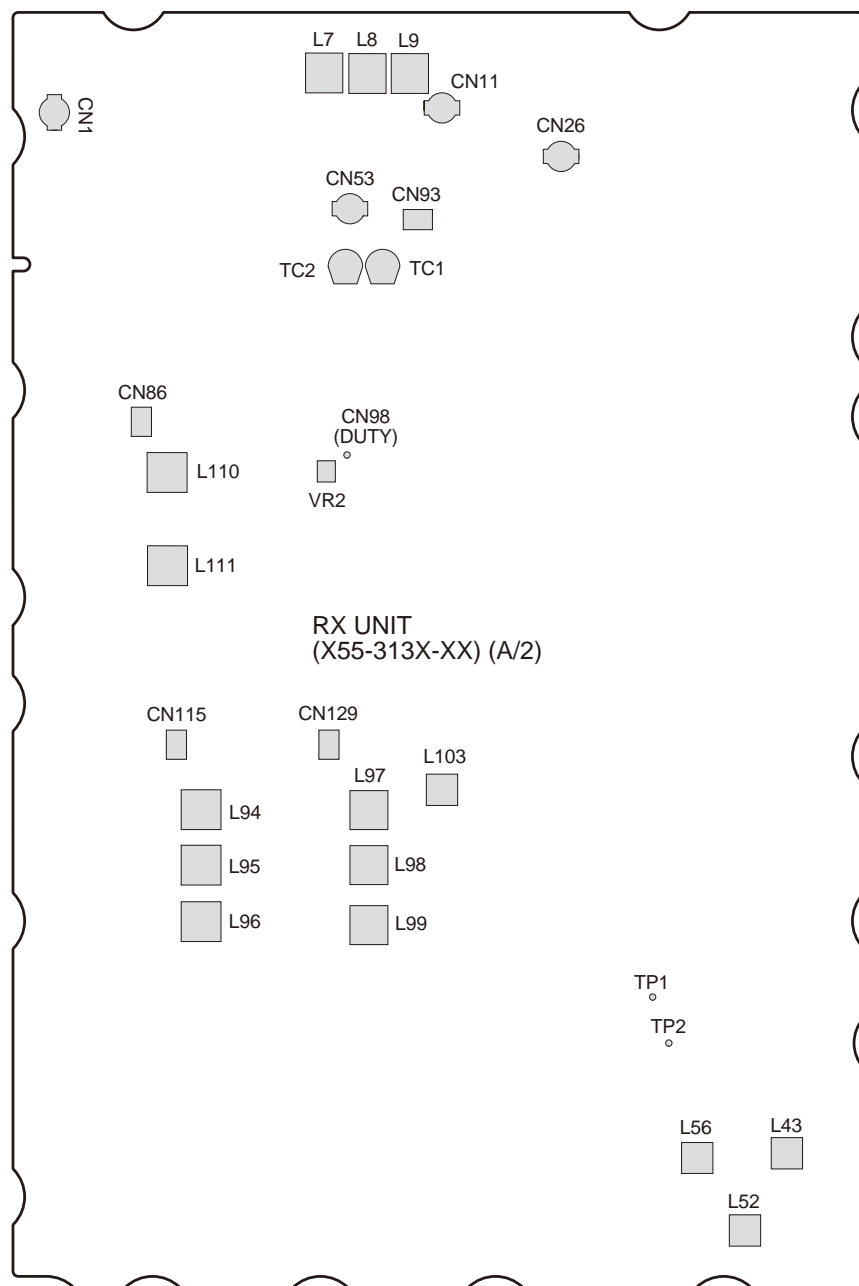 L7 L8 L9
CN1
CN11
CN26
CN53
CN93
TC2
TC1
CN86
CN98
(DUTY)
L110
VR2
L111
RX UNIT
(X55-313X-XX) (A/2)
CN115
CN129
L103
L97
L94
L95
L98
L96
L99
TP1
TP2
L56
L43
L52